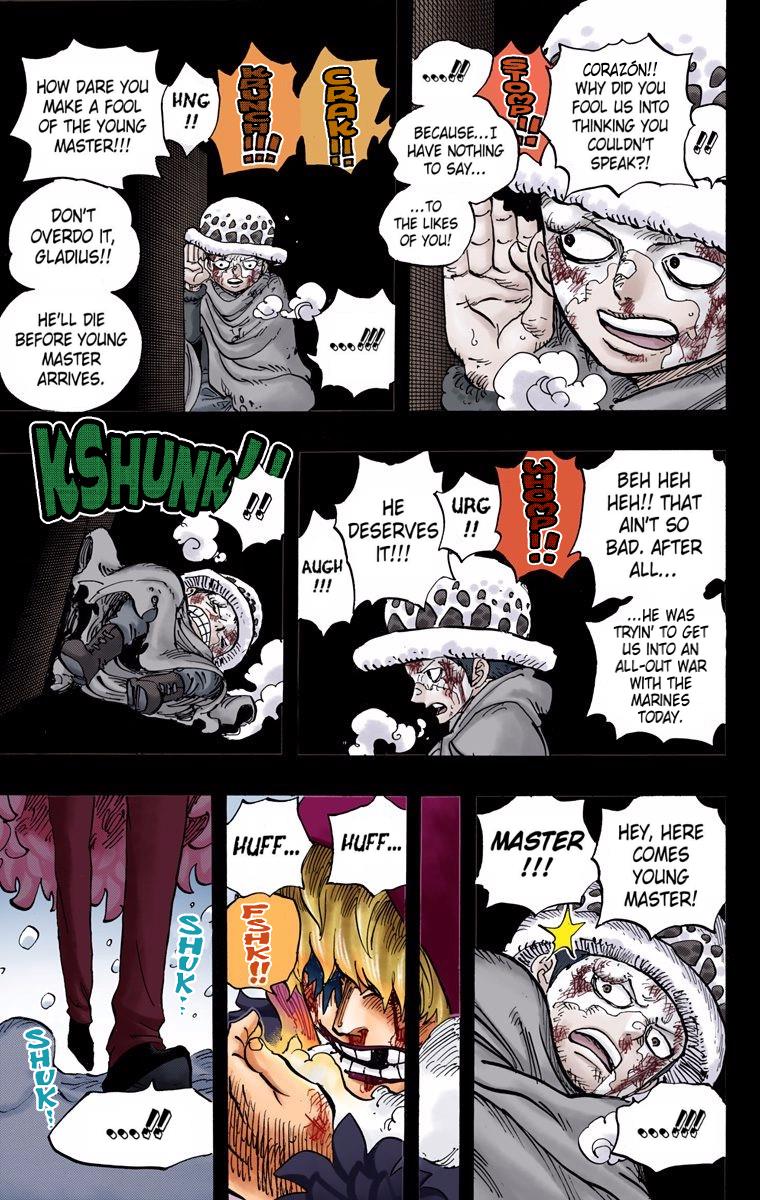 CORAZÓN!!
WHY DID YOU
FOOL US INTO
THINKING YOU
COULDN'T
SPEAK?!
!!
STOMP!!
...!!
BECAUSE...I
HAVE NOTHING
TO SAY...
...TO
THE LIKES
OF YOU!
CRAK!!
KRUNCH!!!
HNG
!!
HOW DARE YOU
MAKE A FOOL
OF THE YOUNG
MASTER!!!
DON'T
OVERDO IT,
GLADIUS!!
HE'LL DIE
BEFORE YOUNG
MASTER
ARRIVES.
...!!!
BEH HEH
HEH!! THAT
AIN'T SO
BAD. AFTER
ALL...
...HE WAS
TRYIN' TO GET
US INTO AN
ALL-OUT WAR
WITH THE
MARINES
TODAY.
WHOMP!!
URG
!!
HE
DESERVES
IT!!!
AUGH
!!!
KSHUNK!!
!!
HEY, HERE
COMES
YOUNG
MASTER!
MASTER
!!!
...!!
HUFF...
HUFF...
FSHK!!
SHUK!
SHUK!
...!!